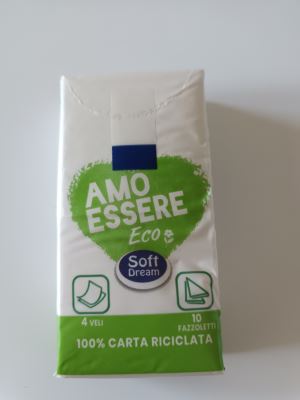 AMO
ESSERE
Eco
Soft
Dream
4 VELI
10
FAZZOLETTI
100% CARTA RICICLATA